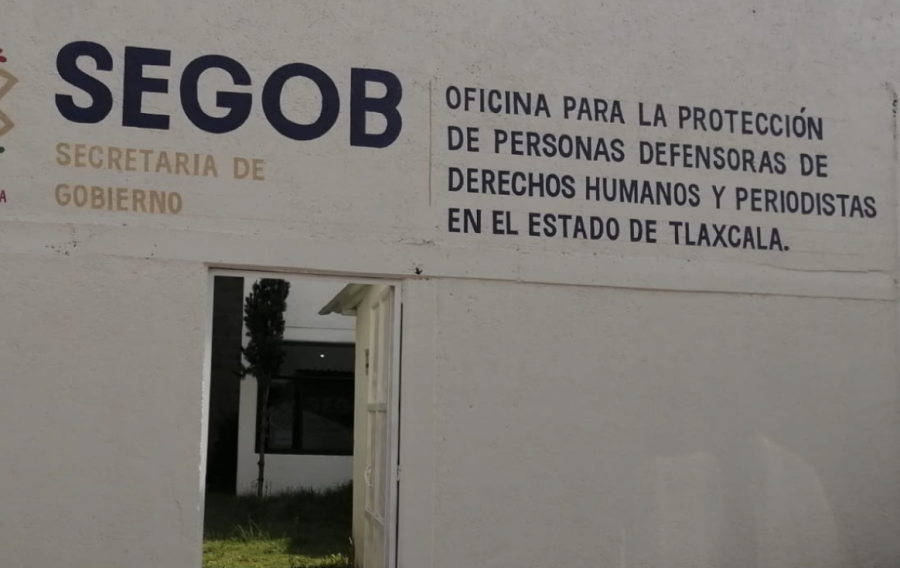 SEGOB
SECRETARIA DE
GOBIERNO
OFICINA PARA LA PROTECCIÓN
DE PERSONAS DEFENSORAS DE
DERECHOS HUMANOS Y PERIODISTAS
EN EL ESTADO DE TLAXCALA.